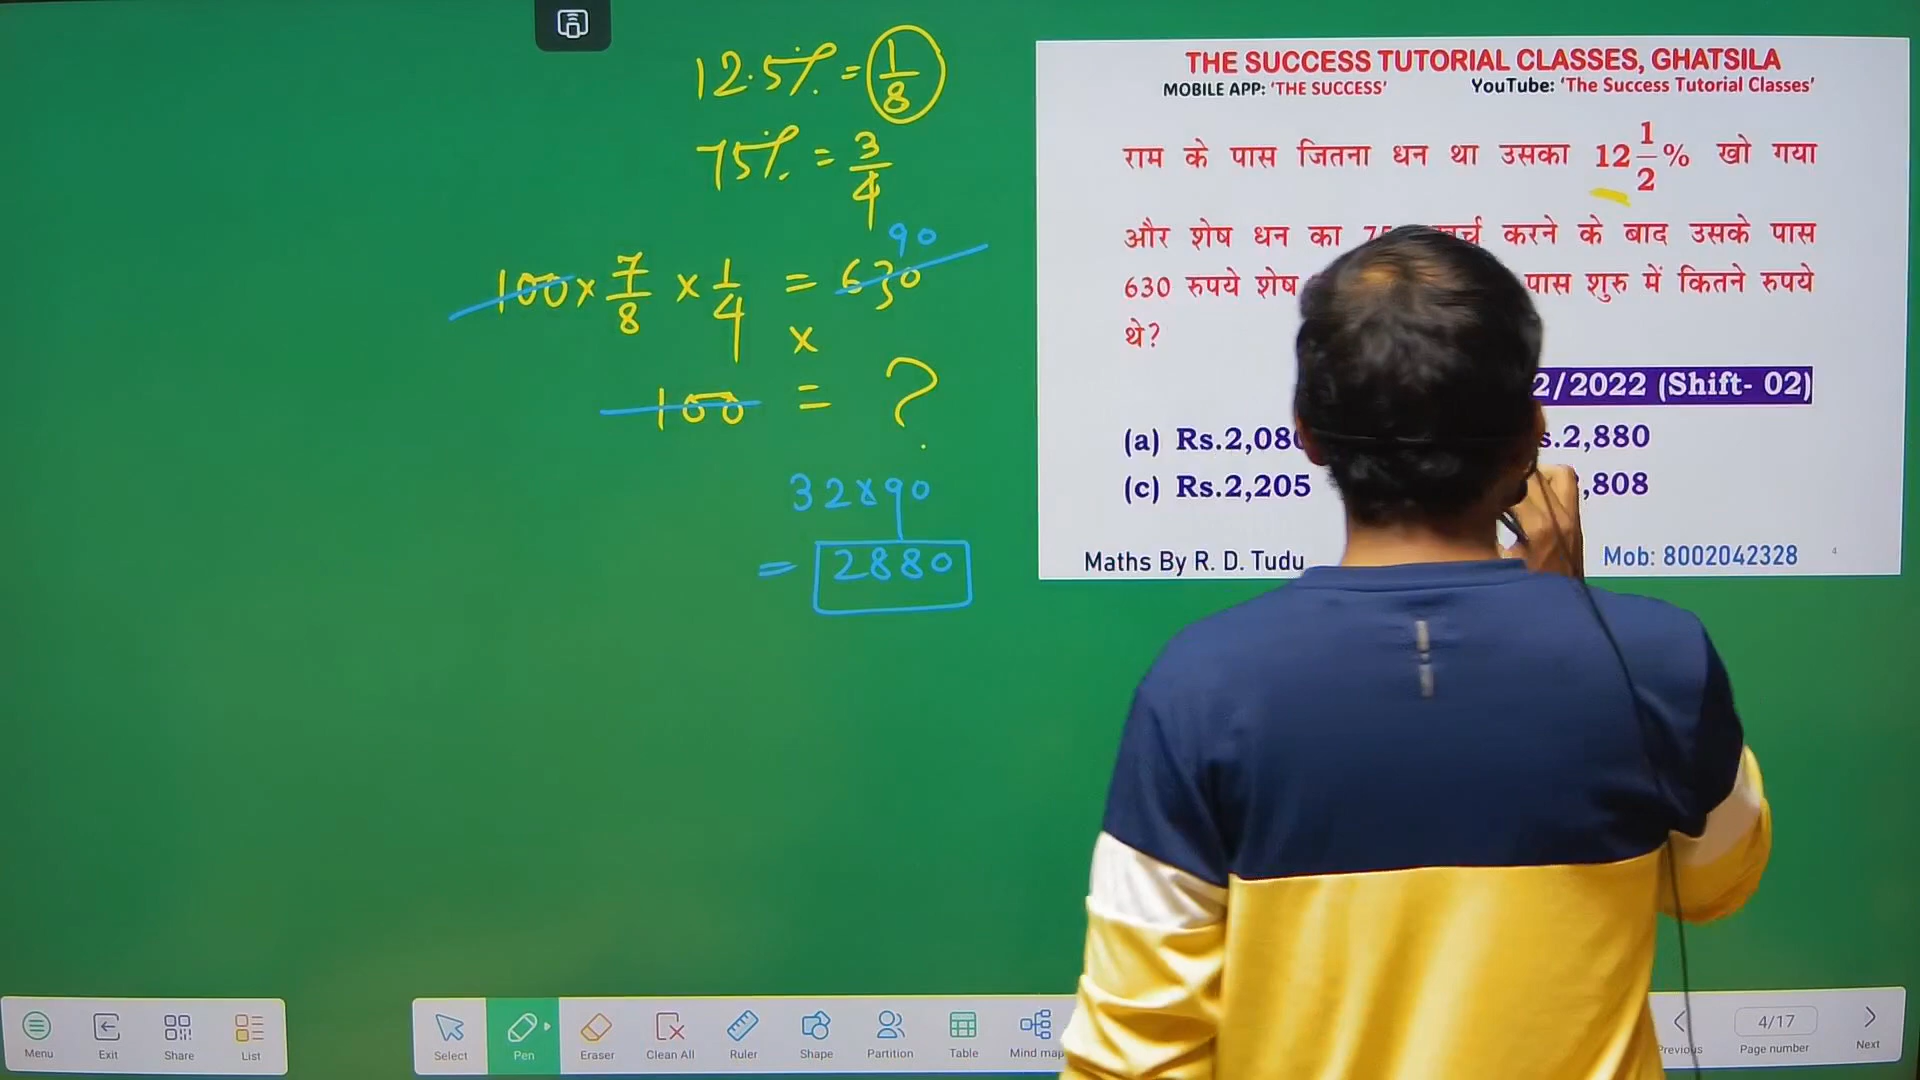 12.5% = 1/8
75% = 3/4
90
100 × 7/8 × 1/4 = 630
×
100 = ?
32×90
= 2880
THE SUCCESS TUTORIAL CLASSES, GHATSILA
MOBILE APP: 'THE SUCCESS' YouTube: 'The Success Tutorial Classes'
राम के पास जितना धन था उसका 12 1/2 % खो गया
और शेष धन का करने के बाद उसके पास
630 रुपये शेष पास शुरु में कितने रुपये
थे?
2/2022 (Shift- 02)
(a) Rs.2,080 s.2,880
(c) Rs.2,205 ,808
Maths By R. D. Tudu Mob: 8002042328
4
Menu Exit Share List
Select Pen Eraser Clean All Ruler Shape Partition Table Mind map
4/17
Previous Page number Next